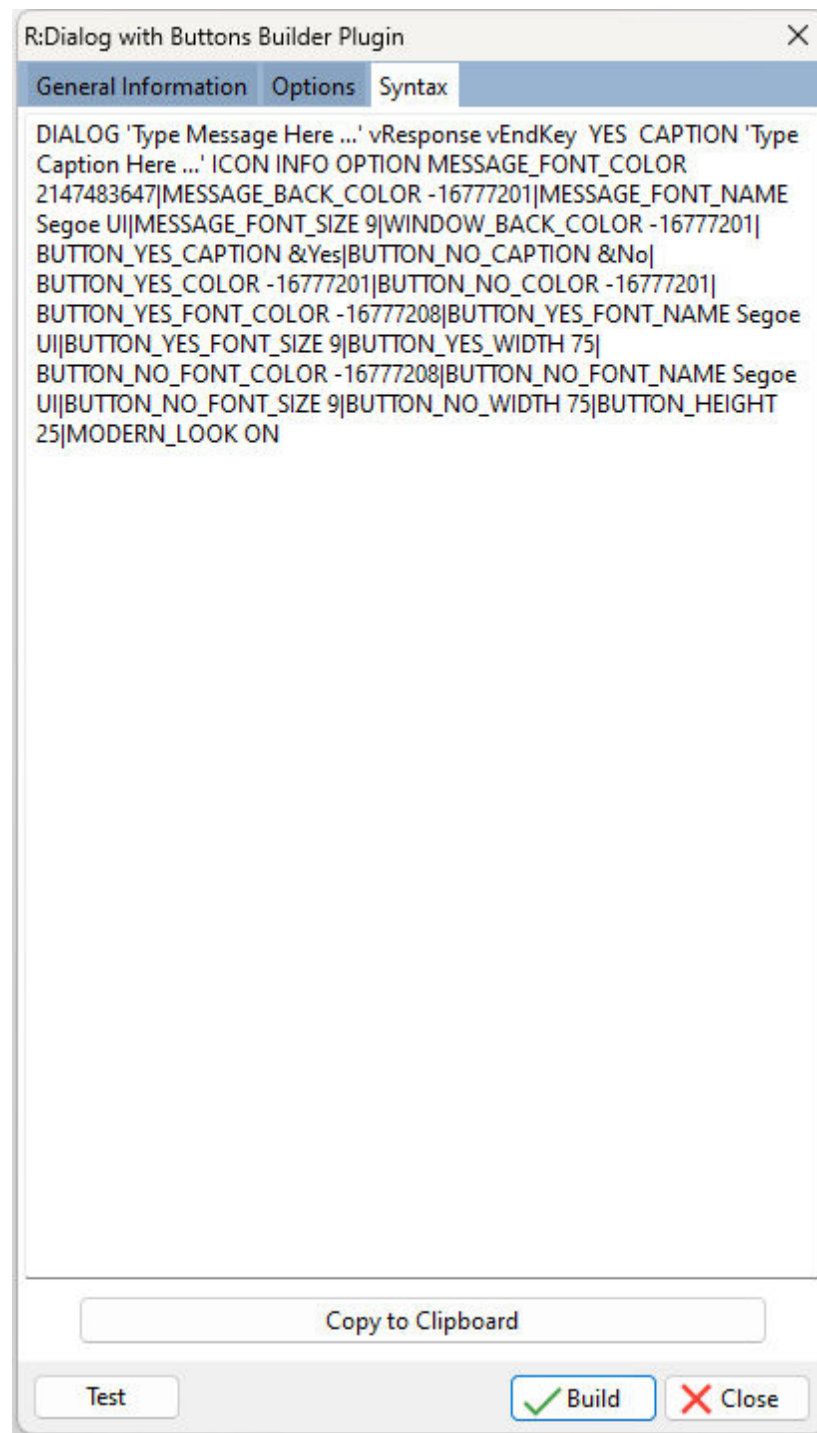 R:Dialog with Buttons Builder Plugin
General Information Options Syntax
DIALOG 'Type Message Here ...' vResponse vEndKey  YES  CAPTION 'Type
Caption Here ...' ICON INFO OPTION MESSAGE_FONT_COLOR
2147483647|MESSAGE_BACK_COLOR -16777201|MESSAGE_FONT_NAME
Segoe UI|MESSAGE_FONT_SIZE 9|WINDOW_BACK_COLOR -16777201|
BUTTON_YES_CAPTION &Yes|BUTTON_NO_CAPTION &No|
BUTTON_YES_COLOR -16777201|BUTTON_NO_COLOR -16777201|
BUTTON_YES_FONT_COLOR -16777208|BUTTON_YES_FONT_NAME Segoe
UI|BUTTON_YES_FONT_SIZE 9|BUTTON_YES_WIDTH 75|
BUTTON_NO_FONT_COLOR -16777208|BUTTON_NO_FONT_NAME Segoe
UI|BUTTON_NO_FONT_SIZE 9|BUTTON_NO_WIDTH 75|BUTTON_HEIGHT
25|MODERN_LOOK ON
Copy to Clipboard
Test Build Close